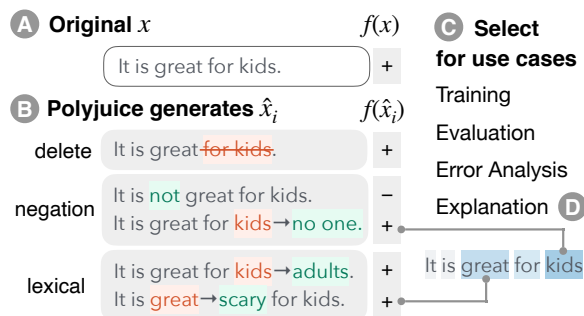 A Original x f(x)
It is great for kids. +
B Polyjuice generates x̂ᵢ f(x̂ᵢ)
delete It is great for kids. +
negation It is not great for kids. −
It is great for kids→no one. +
lexical It is great for kids→adults. +
It is great→scary for kids. +
C Select
for use cases
Training
Evaluation
Error Analysis
Explanation D
It is great for kids